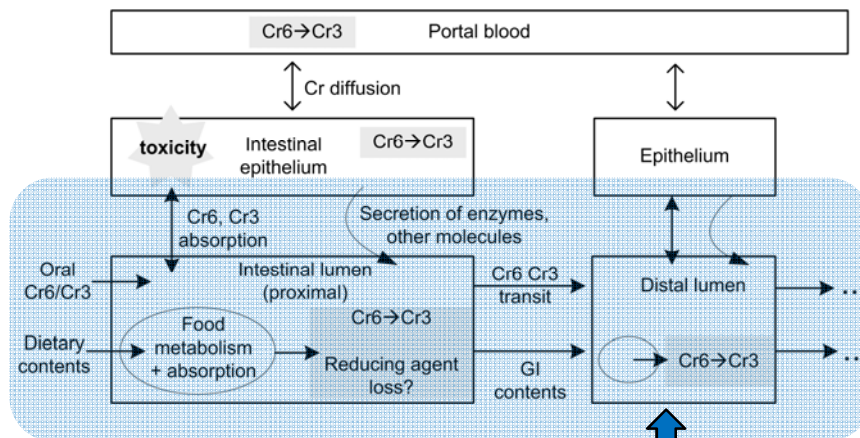 Cr6→Cr3
Portal blood
Cr diffusion
toxicity
Intestinal
epithelium
Cr6→Cr3
Epithelium
Cr6, Cr3
absorption
Secretion of enzymes,
other molecules
Oral
Cr6/Cr3
Intestinal lumen
(proximal)
Cr6→Cr3
Cr6 Cr3
transit
Distal lumen
..
Dietary
contents
Food
metabolism
+ absorption
Reducing agent
loss?
GI
contents
Cr6→Cr3
..